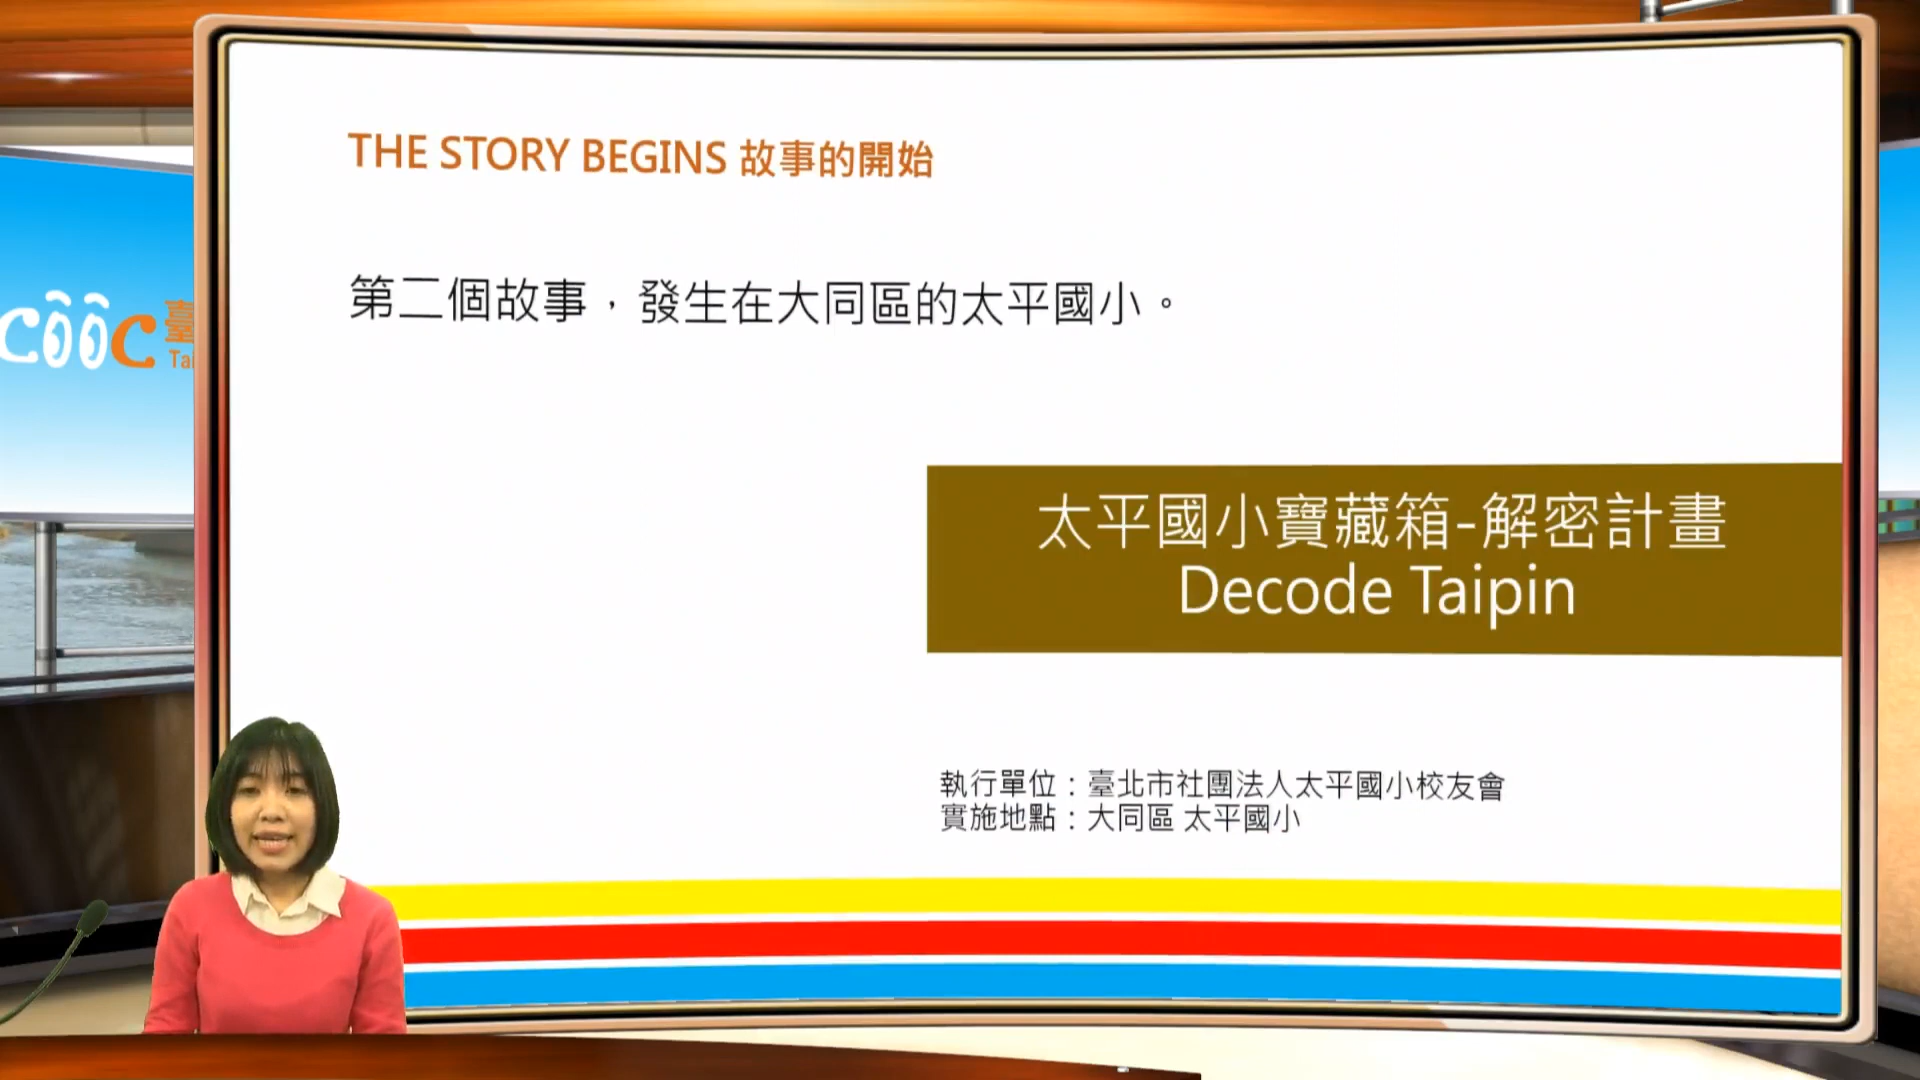 THE STORY BEGINS 故事的開始
第二個故事，發生在大同區的太平國小。
cooc 臺
Tai
太平國小寶藏箱-解密計畫
Decode Taipin
執行單位：臺北市社團法人太平國小校友會
實施地點：大同區 太平國小